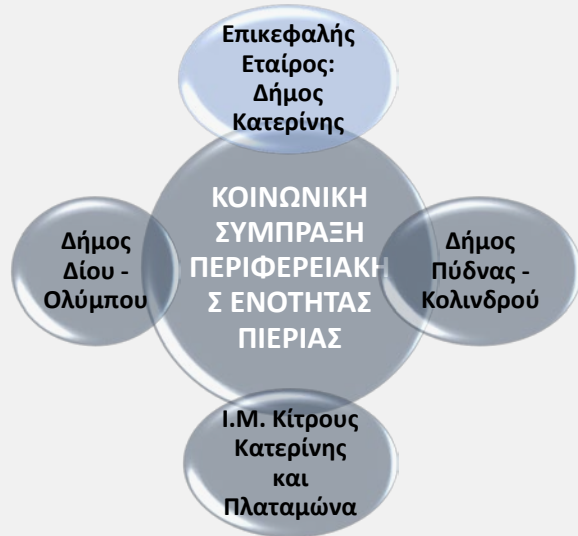 Επικεφαλής
Εταίρος:
Δήμος
Κατερίνης
ΚΟΙΝΩΝΙΚΗ
ΣΥΜΠΡΑΞΗ
ΠΕΡΙΦΕΡΕΙΑΚΗ
Σ ΕΝΟΤΗΤΑΣ
ΠΙΕΡΙΑΣ
Δήμος
Δίου -
Ολύμπου
Δήμος
Πύδνας -
Κολινδρού
Ι.Μ. Κίτρους
Κατερίνης
και
Πλαταμώνα